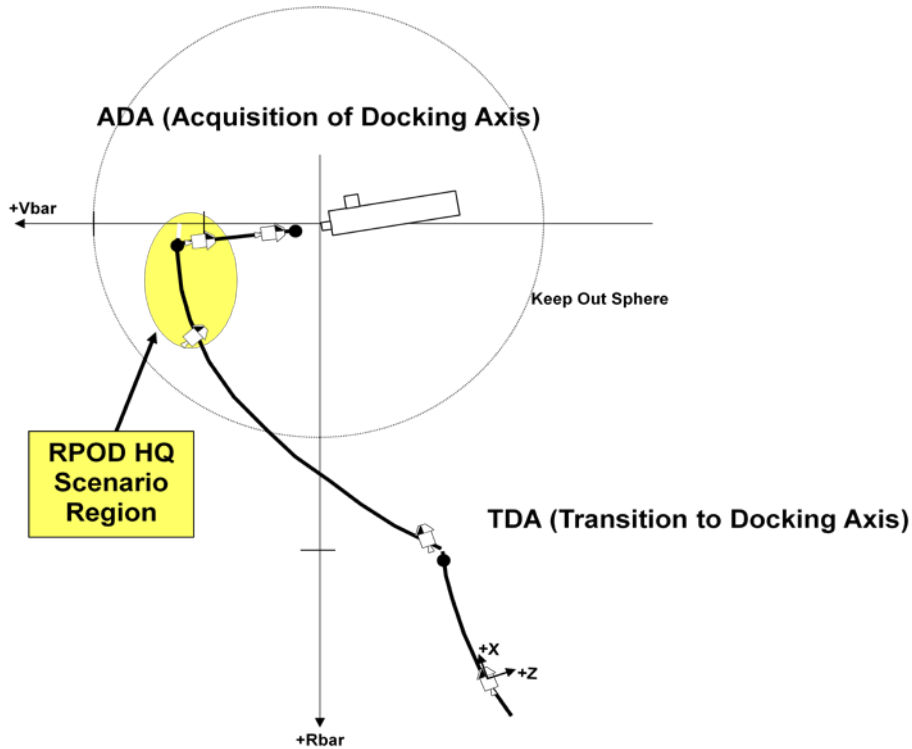 ADA (Acquisition of Docking Axis)
+Vbar
Keep Out Sphere
RPOD HQ
Scenario
Region
TDA (Transition to Docking Axis)
+X
+Z
+Rbar